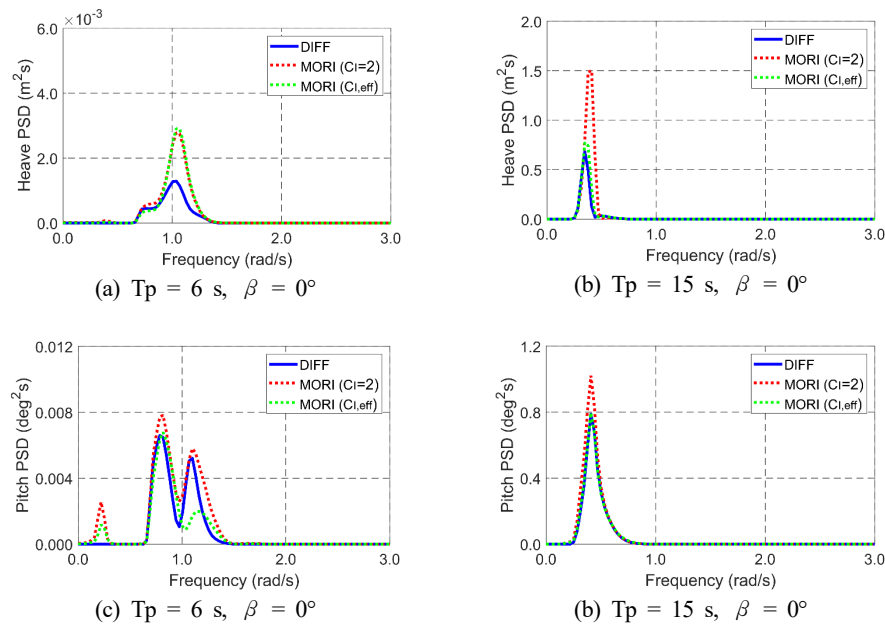 ×10⁻³
6.0
4.0
2.0
0.0
Heave PSD (m²s)
DIFF
MORI (CI=2)
MORI (CI,eff)
0.0 1.0 2.0 3.0
Frequency (rad/s)
(a) Tp = 6 s, β = 0°
2.0
1.5
1.0
0.5
0.0
Heave PSD (m²s)
DIFF
MORI (CI=2)
MORI (CI,eff)
0.0 1.0 2.0 3.0
Frequency (rad/s)
(b) Tp = 15 s, β = 0°
0.012
0.008
0.004
0.000
Pitch PSD (deg²s)
DIFF
MORI (CI=2)
MORI (CI,eff)
0.0 1.0 2.0 3.0
Frequency (rad/s)
(c) Tp = 6 s, β = 0°
1.2
0.8
0.4
0.0
Pitch PSD (deg²s)
DIFF
MORI (CI=2)
MORI (CI,eff)
0.0 1.0 2.0 3.0
Frequency (rad/s)
(b) Tp = 15 s, β = 0°